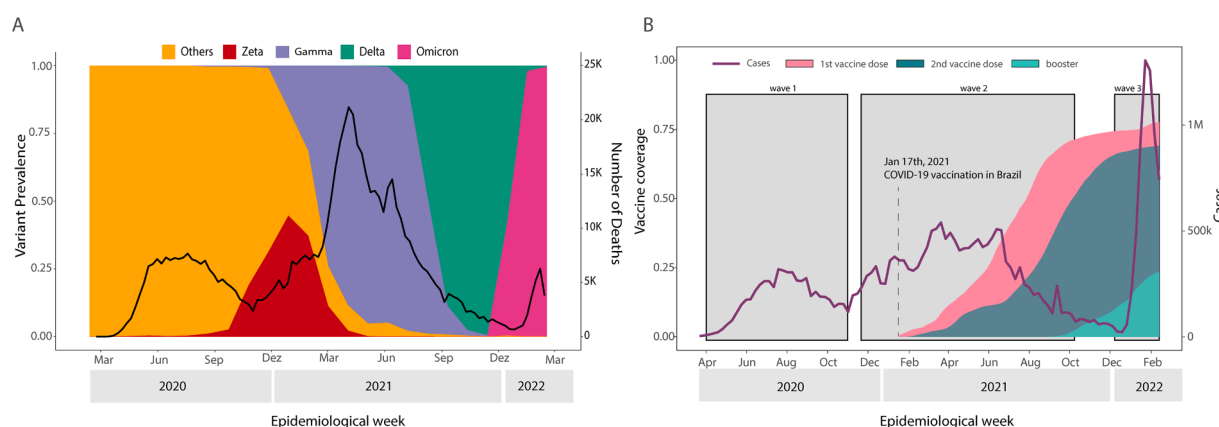 A
Others Zeta Gamma Delta Omicron
Variant Prevalence
1.00
0.75
0.50
0.25
0.00
25K
20K
15K
10K
5K
0
Number of Deaths
Mar Jun Sep Dez Mar Jun Sep Dez Mar
2020 2021 2022
Epidemiological week
B
Cases 1st vaccine dose 2nd vaccine dose booster
wave 1 wave 2 wave 3
Vaccine coverage
1.00
0.75
0.50
0.25
0.00
Jan 17th, 2021
COVID-19 vaccination in Brazil
1M
500k
0
Cases
Apr Jun Aug Oct Dec Feb Apr Jun Aug Oct Dec Feb
2020 2021 2022
Epidemiological week